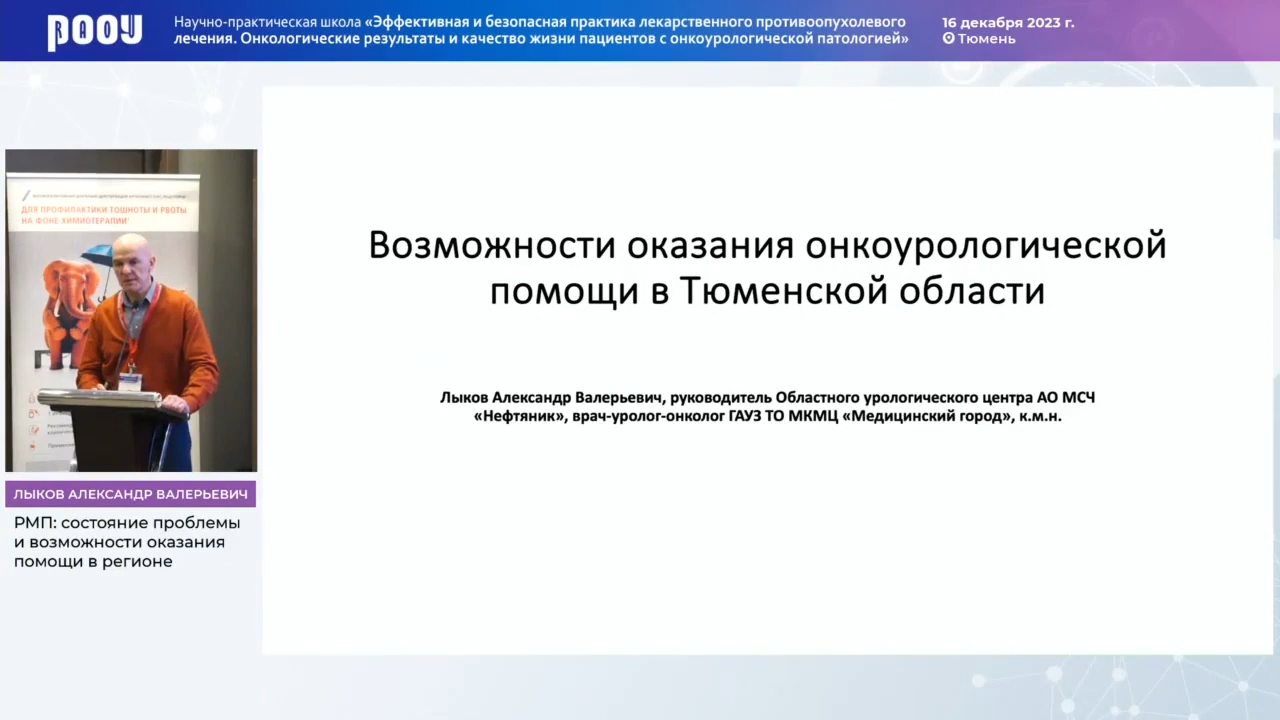 РООУ
RAOU
Научно-практическая школа «Эффективная и безопасная практика лекарственного противоопухолевого
лечения. Онкологические результаты и качество жизни пациентов с онкоурологической патологией»
16 декабря 2023 г.
Тюмень
ДЛЯ ПРОФИЛАКТИКИ ТОШНОТЫ И РВОТЫ
НА ФОНЕ ХИМИОТЕРАПИИ
ЛЫКОВ АЛЕКСАНДР ВАЛЕРЬЕВИЧ
РМП: состояние проблемы
и возможности оказания
помощи в регионе
Возможности оказания онкоурологической
помощи в Тюменской области
Лыков Александр Валерьевич, руководитель Областного урологического центра АО МСЧ
«Нефтяник», врач-уролог-онколог ГАУЗ ТО МКМЦ «Медицинский город», к.м.н.